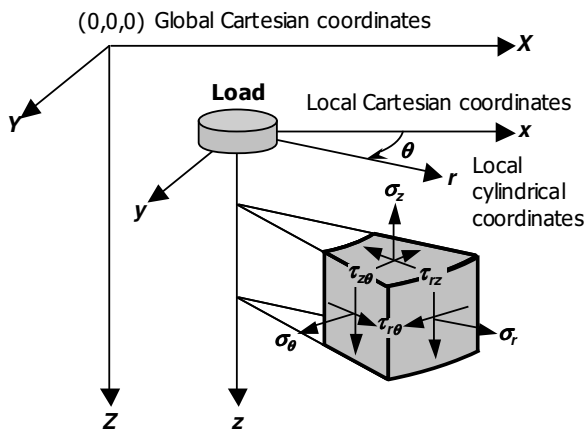 (0,0,0) Global Cartesian coordinates
X
Y
Load
Local Cartesian coordinates
x
θ
r
Local
cylindrical
coordinates
y
σz
τzθ
τrz
τrθ
σθ
σr
Z
z